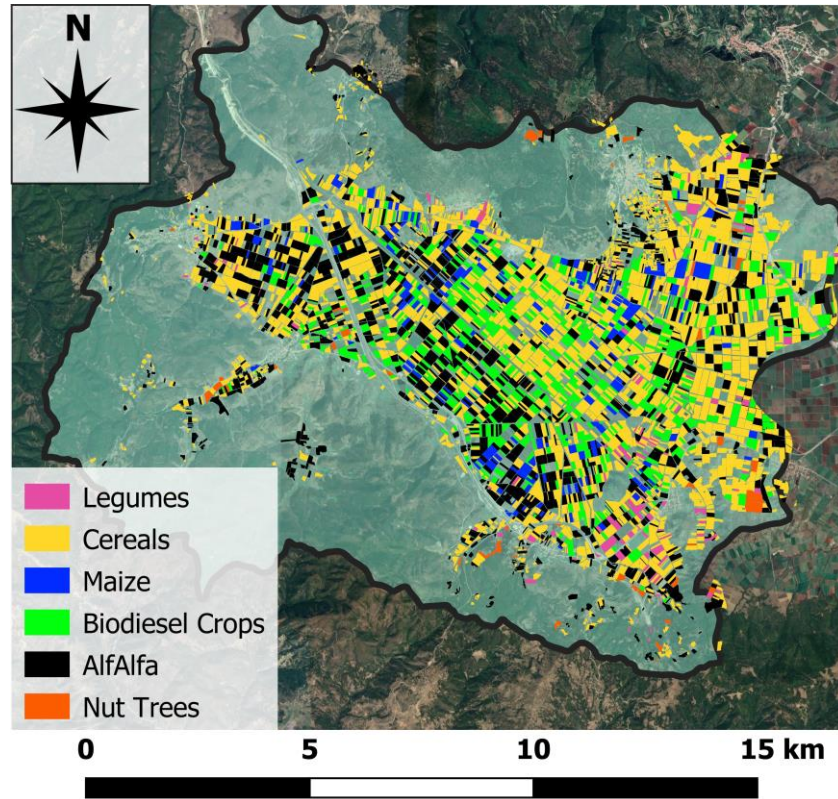 N
Legumes
Cereals
Maize
Biodiesel Crops
AlfAlfa
Nut Trees
0 5 10 15 km